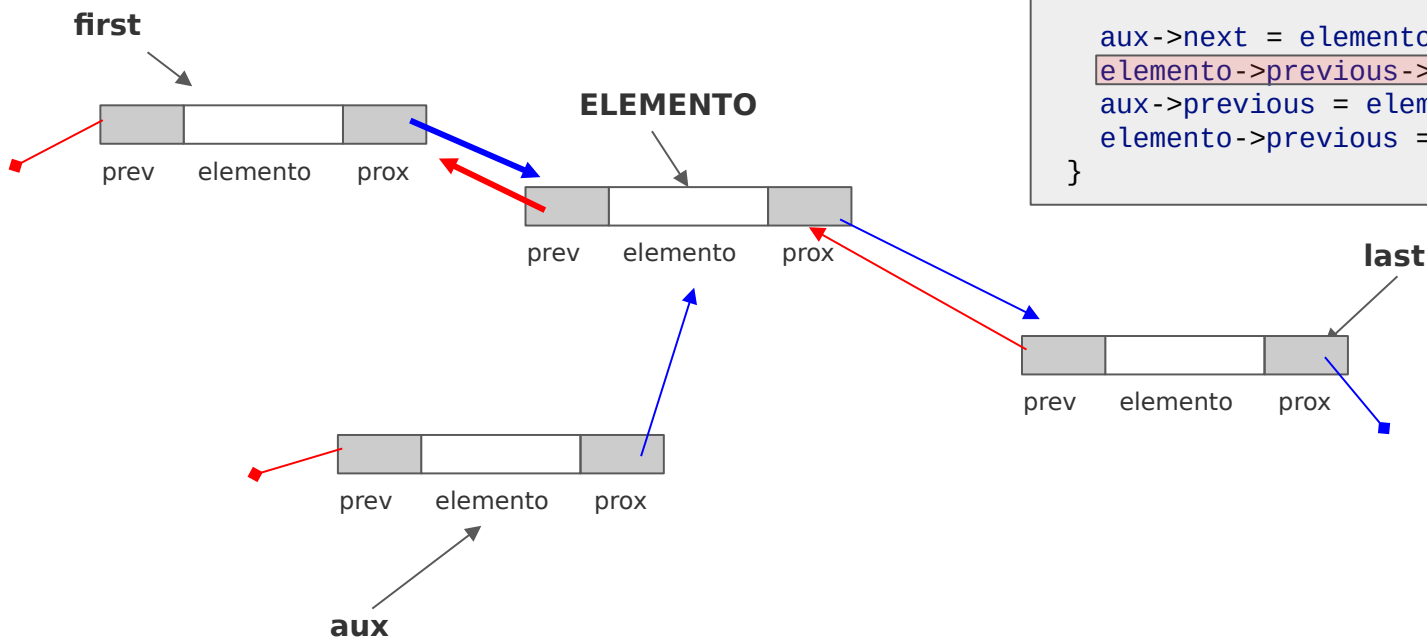 first
aux->next = elemento
elemento->previous->
aux->previous = elem
elemento->previous =
}
ELEMENTO
prev elemento prox
prev elemento prox
last
prev elemento prox
prev elemento prox
aux